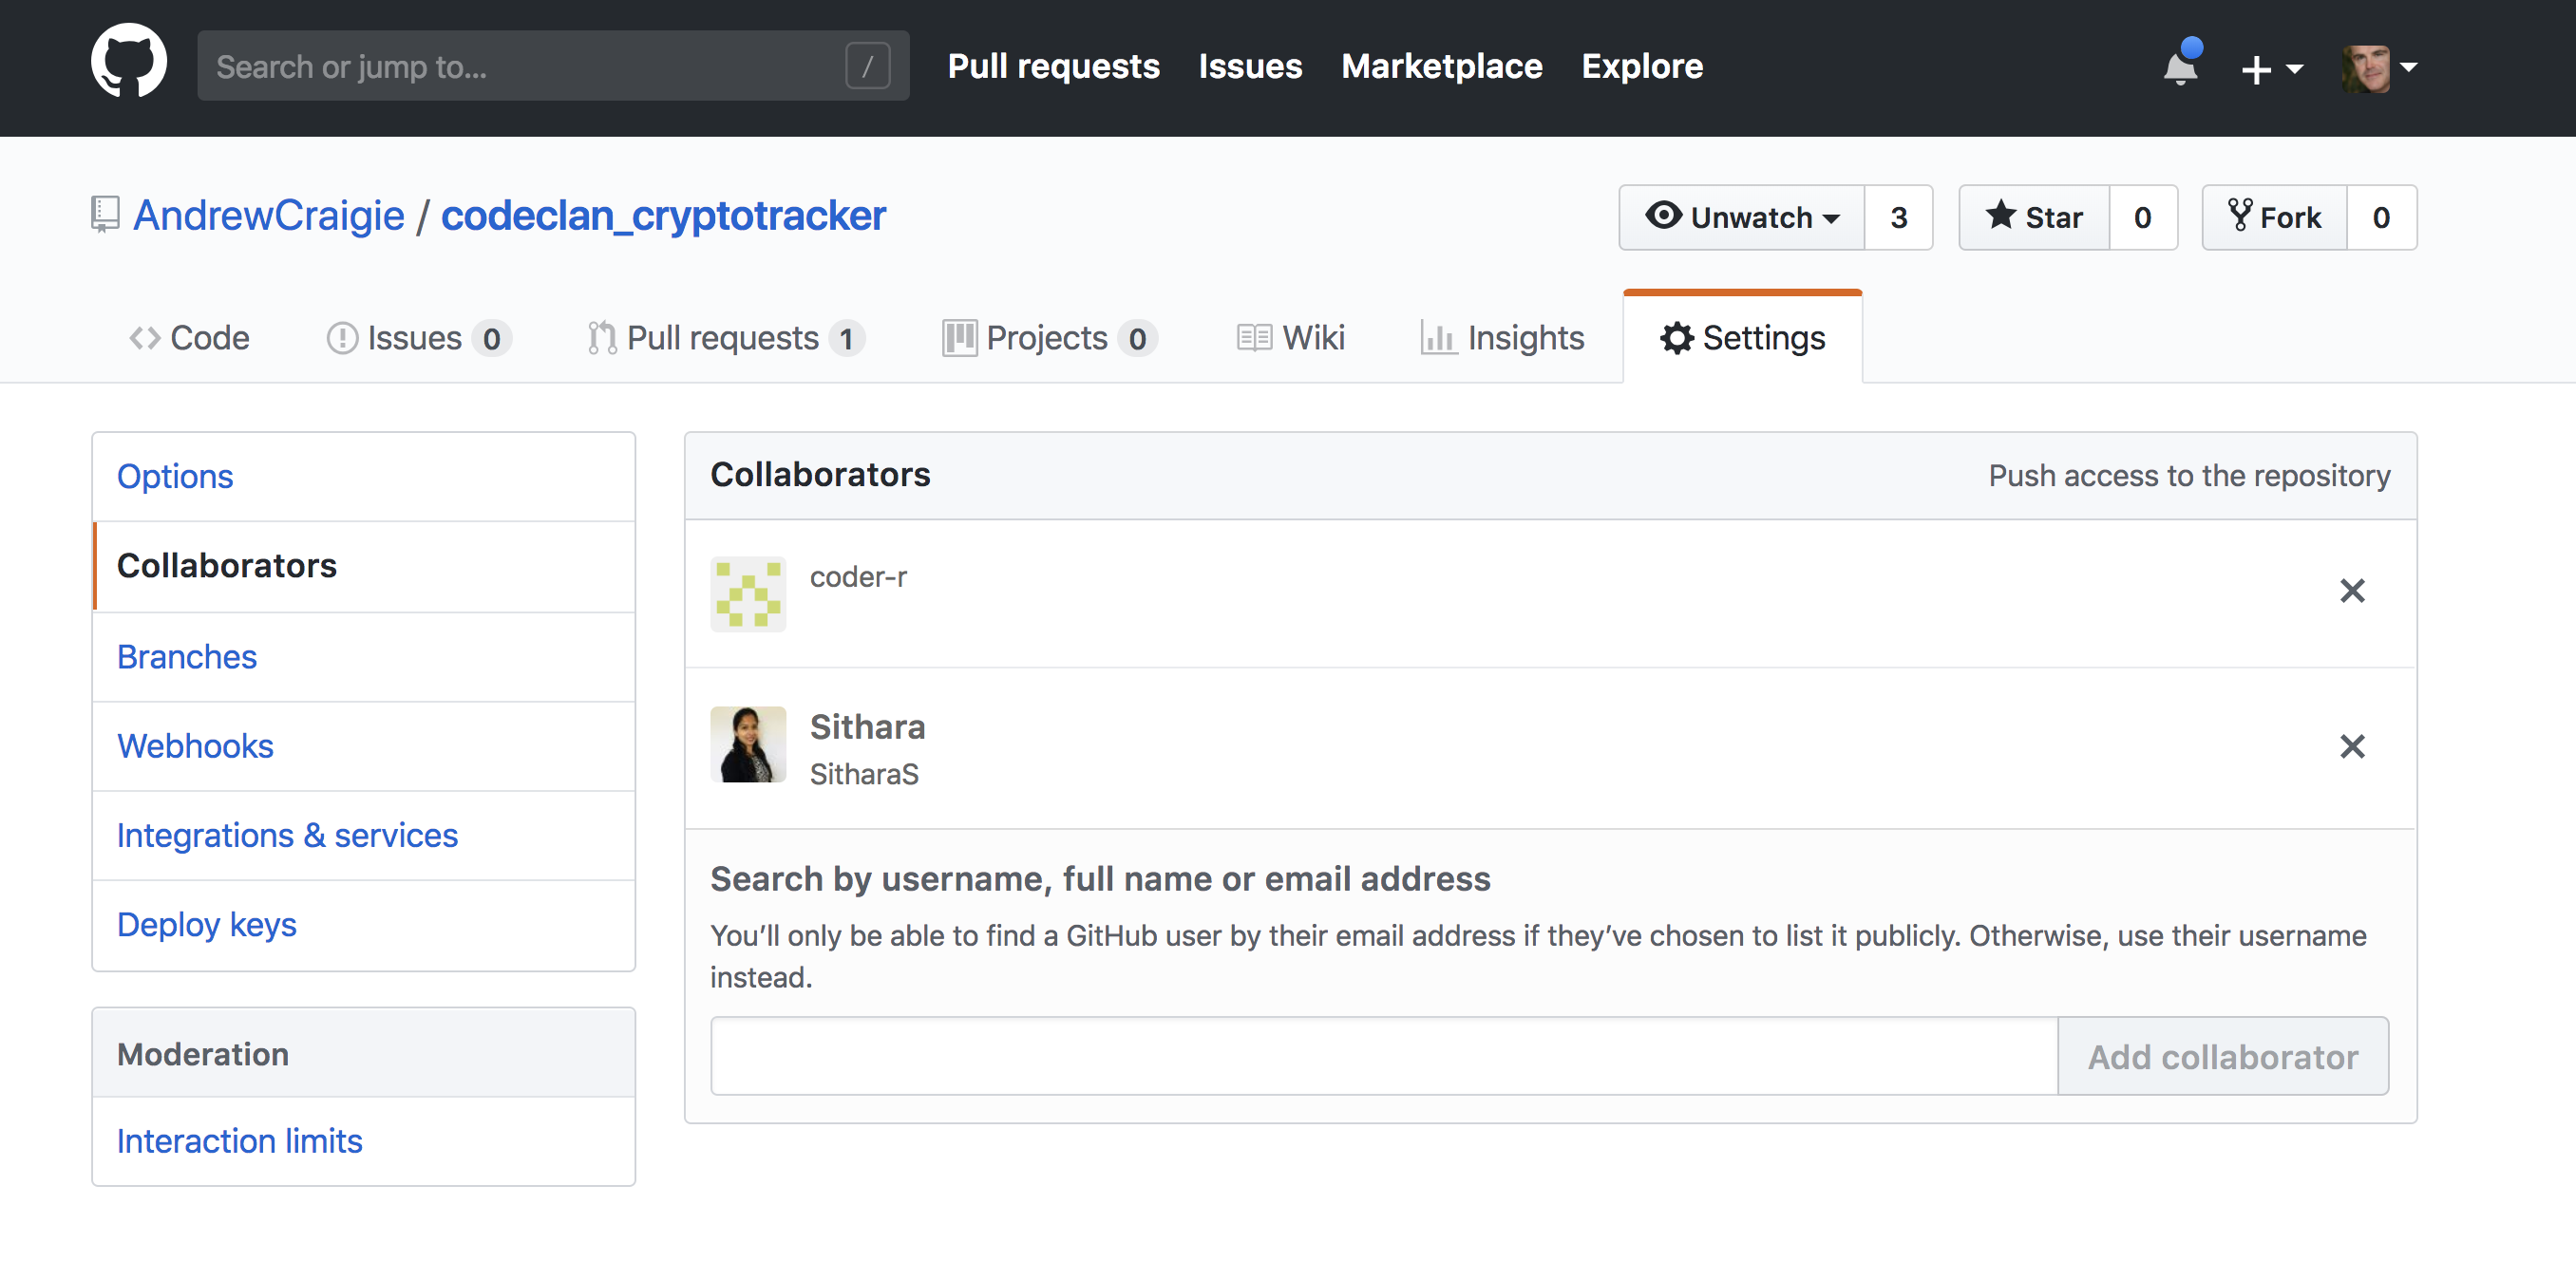 Search or jump to... /
Pull requests Issues Marketplace Explore
AndrewCraigie / codeclan_cryptotracker
Unwatch 3 Star 0 Fork 0
Code Issues 0 Pull requests 1 Projects 0 Wiki Insights Settings
Options
Collaborators
Branches
Webhooks
Integrations & services
Deploy keys
Moderation
Interaction limits
Collaborators Push access to the repository
coder-r
Sithara
SitharaS
Search by username, full name or email address
You’ll only be able to find a GitHub user by their email address if they’ve chosen to list it publicly. Otherwise, use their username
instead.
Add collaborator